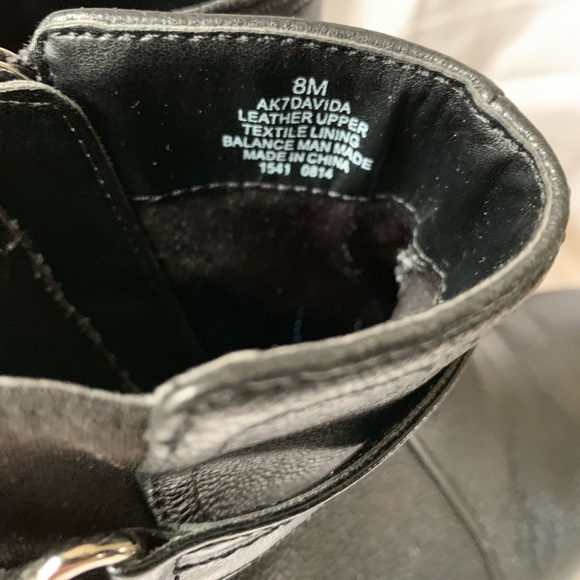 8M
AK7DAVIDA
LEATHER UPPER
TEXTILE LINING
BALANCE MAN MADE
MADE IN CHINA
1541 0814